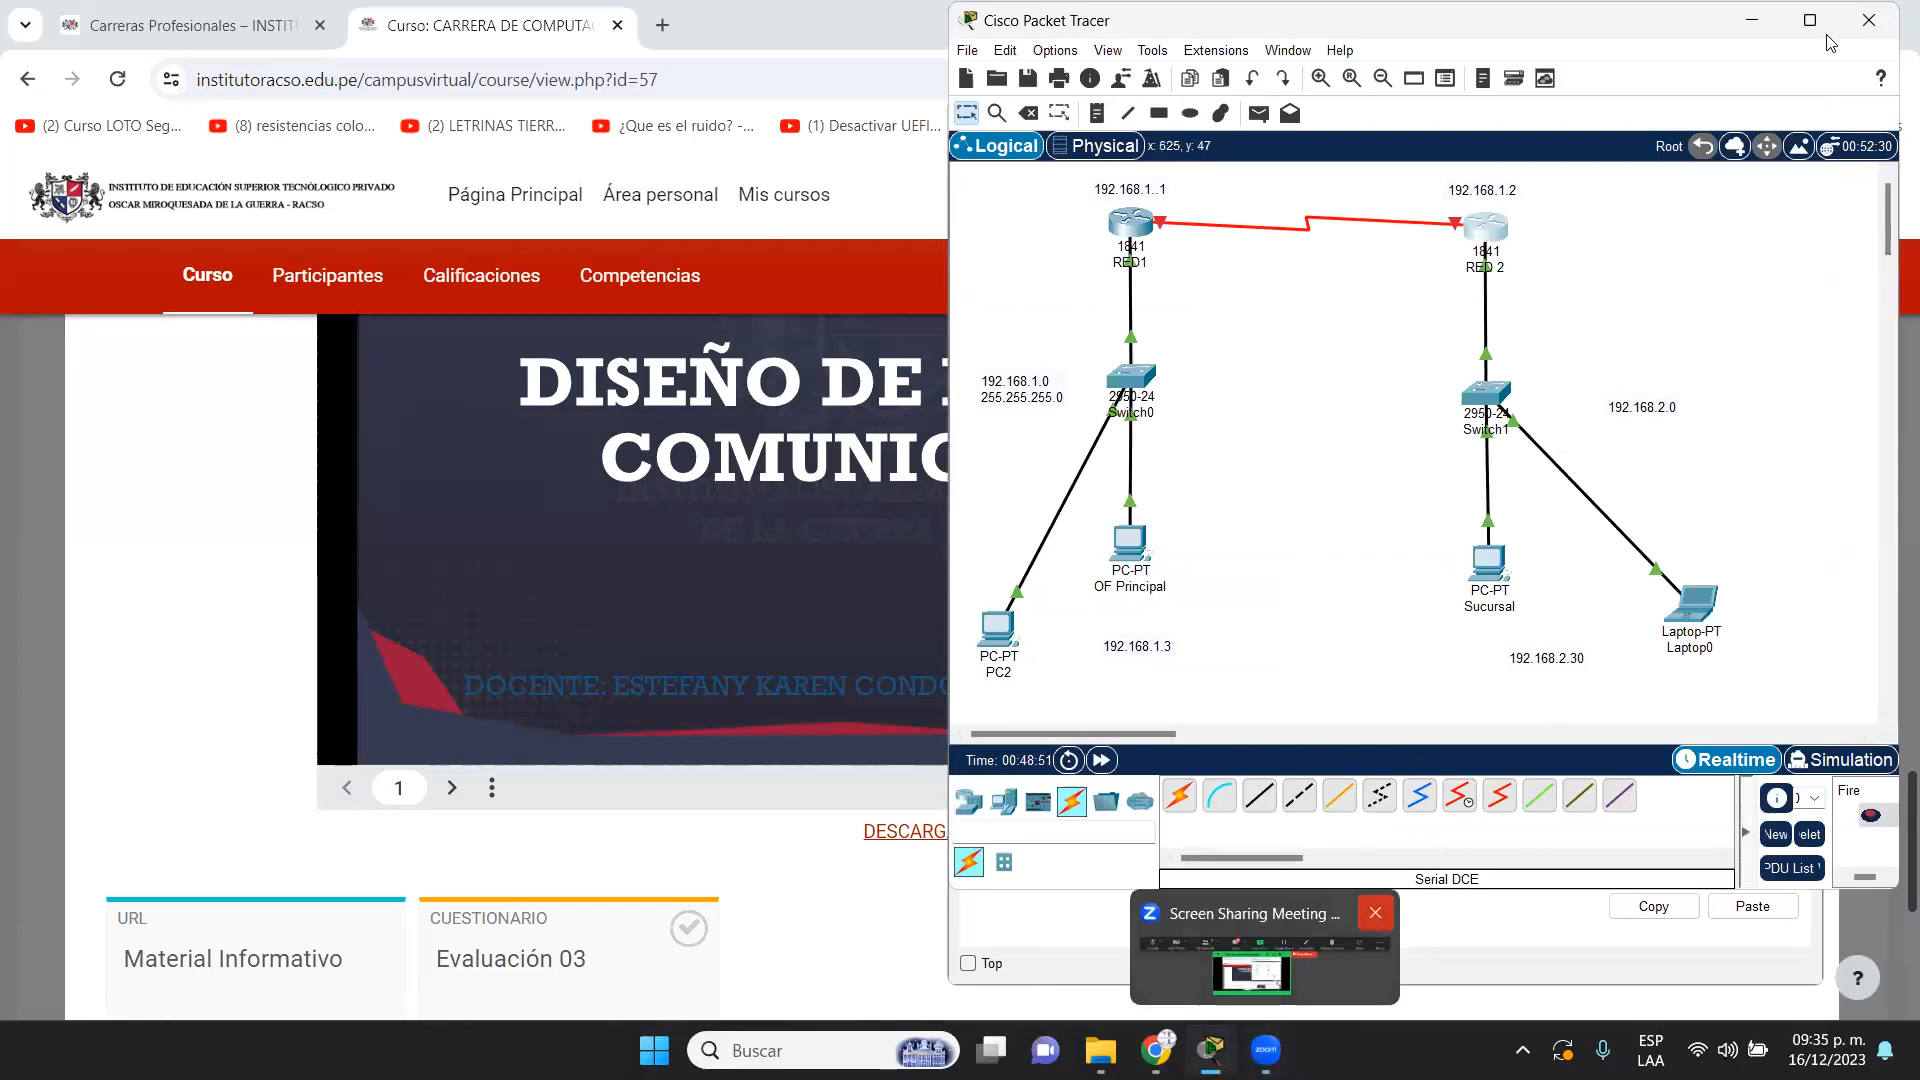 Carreras Profesionales – INSTIT
Curso: CARRERA DE COMPUTAC
institutoracso.edu.pe/campusvirtual/course/view.php?id=57
(2) Curso LOTO Seg...
(8) resistencias colo...
(2) LETRINAS TIERR...
¿Que es el ruido? -...
(1) Desactivar UEFI...
INSTITUTO DE EDUCACIÓN SUPERIOR TECNOLÓGICO PRIVADO
OSCAR MIROQUESADA DE LA GUERRA - RACSO
Página Principal
Área personal
Mis cursos
Curso
Participantes
Calificaciones
Competencias
DISEÑO DE
COMUNIC
DE LA GUERRA
DOCENTE: ESTEFANY KAREN CONDO
1
DESCARG
URL
Material Informativo
CUESTIONARIO
Evaluación 03
Cisco Packet Tracer
File
Edit
Options
View
Tools
Extensions
Window
Help
?
Logical
Physical
x: 625, y: 47
Root
00:52:30
192.168.1..1
192.168.1.2
1841
RED1
1841
RED 2
192.168.1.0
255.255.255.0
2950-24
Switch0
2950-24
Switch1
192.168.2.0
PC-PT
OF Principal
PC-PT
Sucursal
Laptop-PT
Laptop0
PC-PT
PC2
192.168.1.3
192.168.2.30
Time: 00:48:51
Realtime
Simulation
0
Fire
New
elet
PDU List
Serial DCE
Copy
Paste
Top
Screen Sharing Meeting ...
?
Buscar
zoom
ESP
LAA
09:35 p. m.
16/12/2023